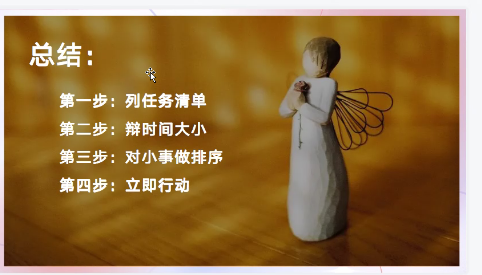 总结：
第一步：列任务清单
第二步：辩时间大小
第三步：对小事做排序
第四步：立即行动